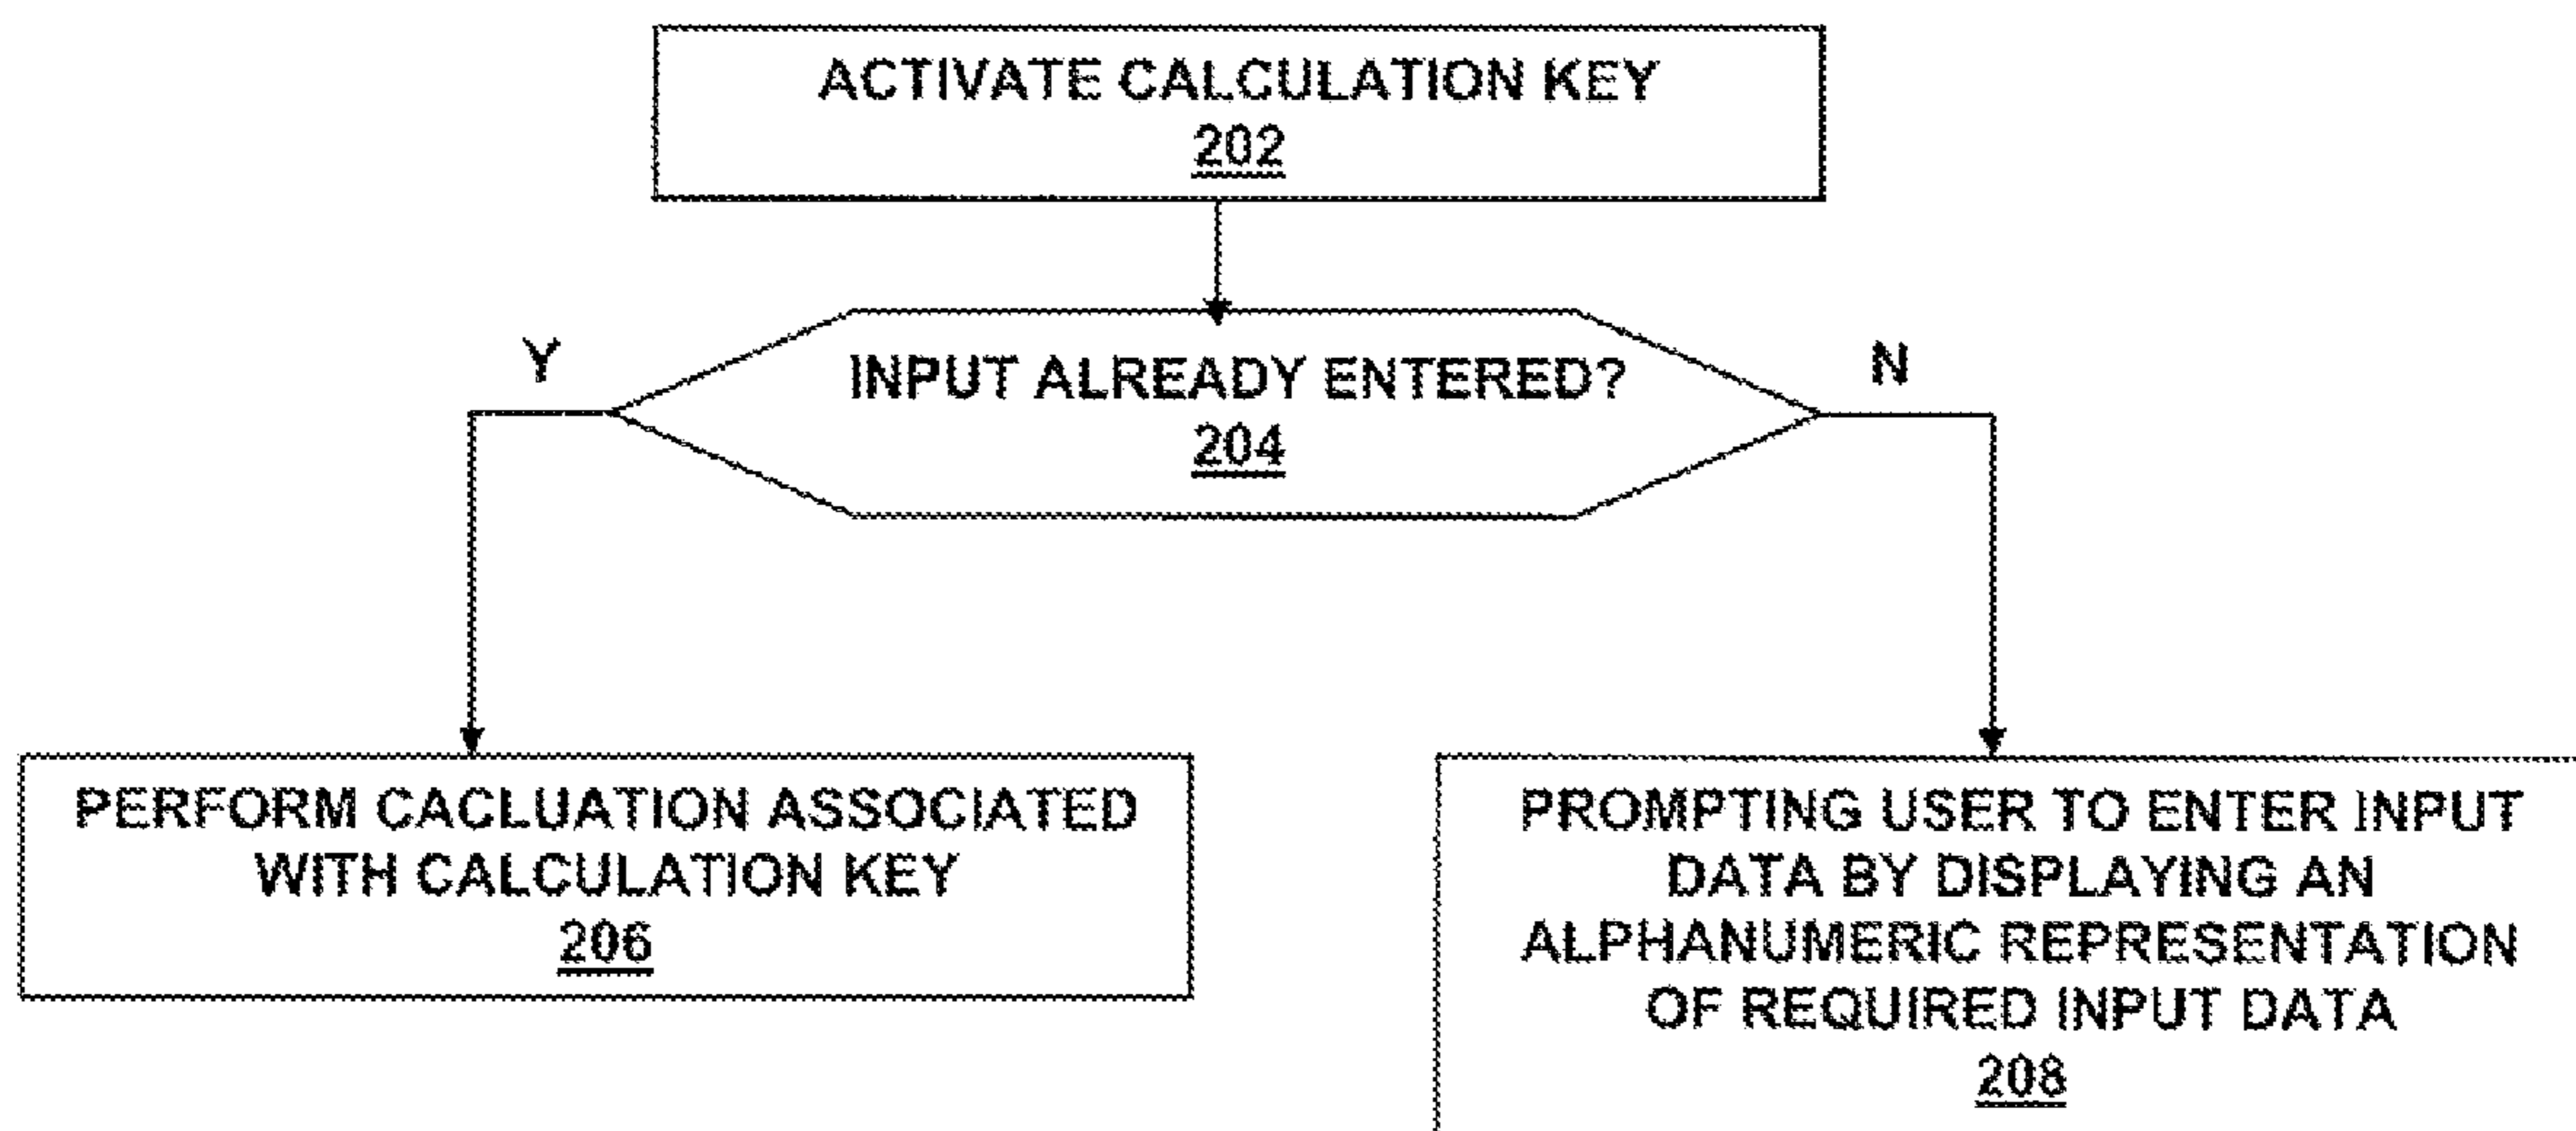 ACTIVATE CALCULATION KEY
202
Y
INPUT ALREADY ENTERED?
N
204
PERFORM CACLUATION ASSOCIATED
WITH CALCULATION KEY
206
PROMPTING USER TO ENTER INPUT
DATA BY DISPLAYING AN
ALPHANUMERIC REPRESENTATION
OF REQUIRED INPUT DATA
208